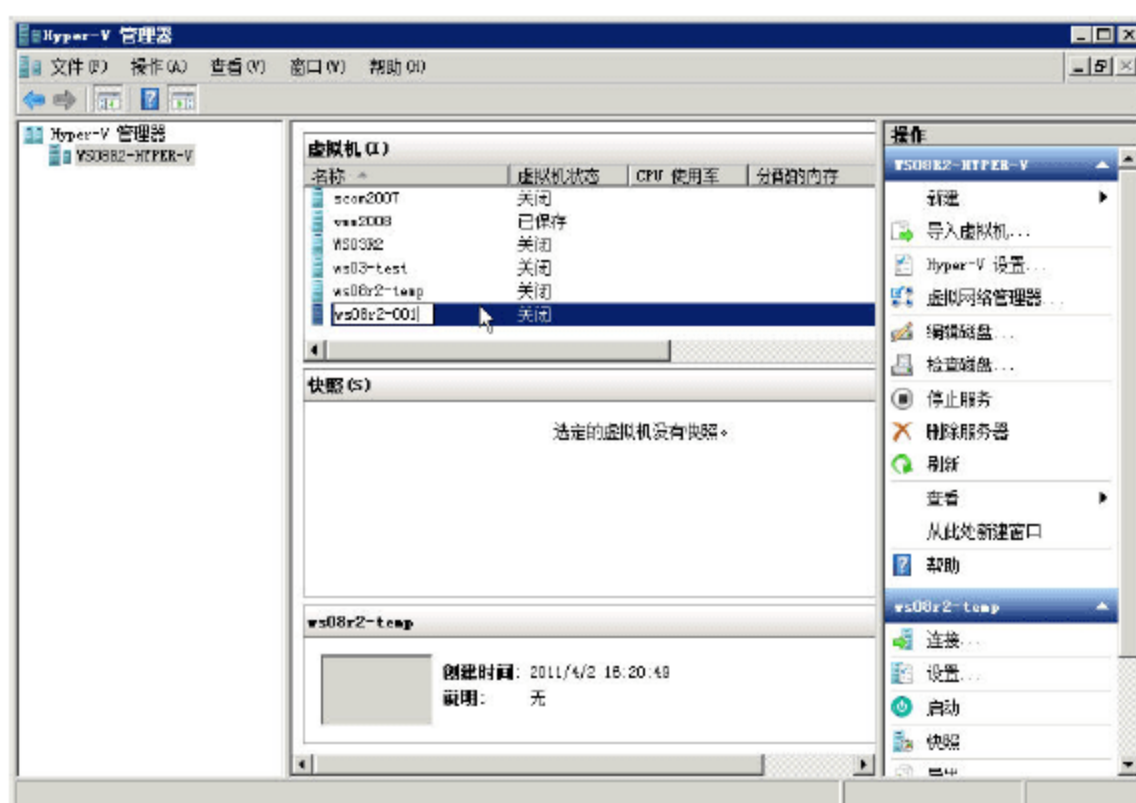 Hyper-V 管理器
文件(F) 操作(A) 查看(V) 窗口(W) 帮助(H)
Hyper-V 管理器
WS08R2-HYPER-V
虚拟机(I)
名称 虚拟机状态 CPU 使用率 分配的内存
scom2007 关闭
vmm2008 已保存
WS03R2 关闭
ws03-test 关闭
ws08r2-temp 关闭
ws08r2-001 关闭
快照(S)
选定的虚拟机没有快照。
ws08r2-temp
创建时间: 2011/4/2 16:20:49
说明: 无
操作
WS08R2-HYPER-V
新建
导入虚拟机...
Hyper-V 设置...
虚拟网络管理器...
编辑磁盘...
检查磁盘...
停止服务
删除服务器
刷新
查看
从此处新建窗口
帮助
ws08r2-temp
连接...
设置...
启动
快照